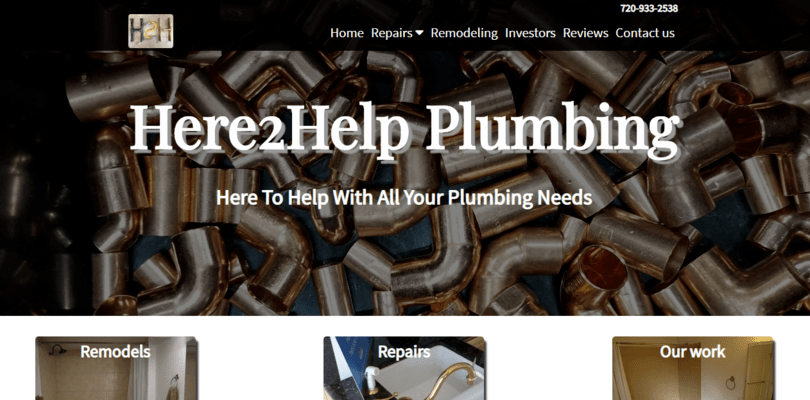 720-933-2538
H2H
Home Repairs Remodeling Investors Reviews Contact us
Here2Help Plumbing
Here To Help With All Your Plumbing Needs
Remodels Repairs Our work